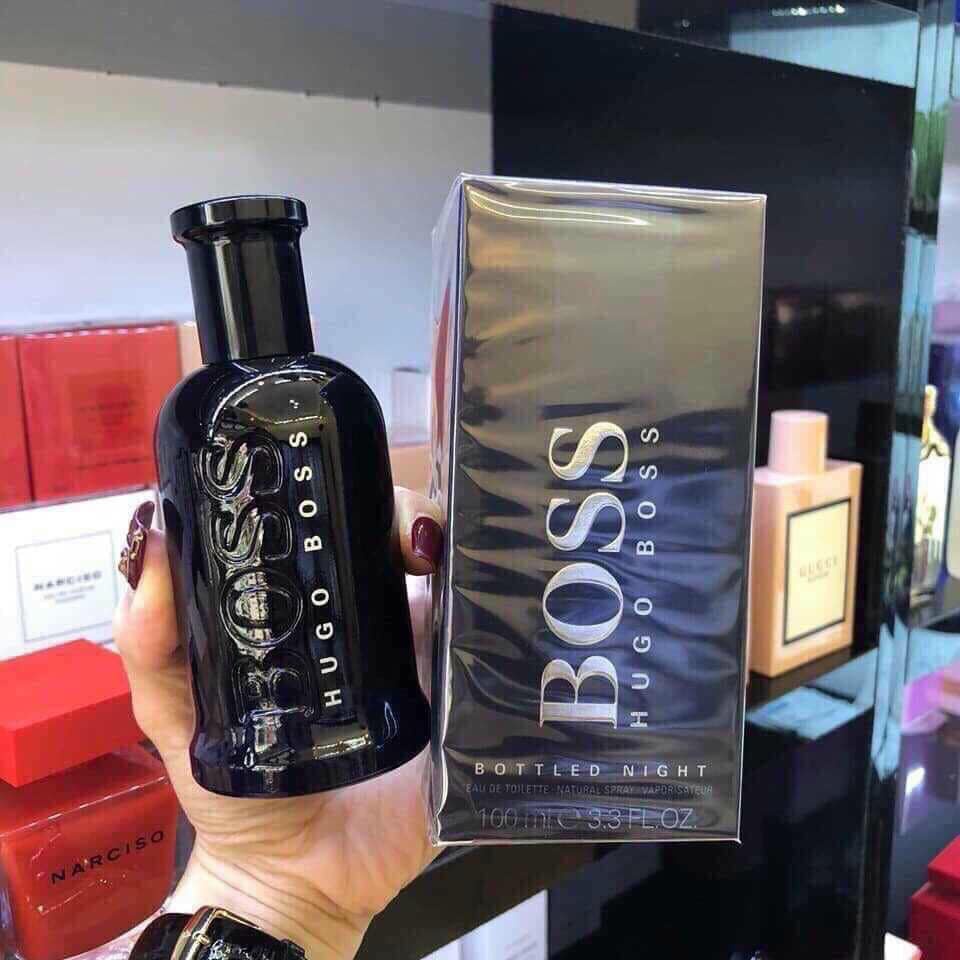 BOSS
HUGO BOSS
BOSS
HUGO BOSS
BOTTLED NIGHT
EAU DE TOILETTE · NATURAL SPRAY · VAPORISATEUR
100 ml e 3.3 FL.OZ.
NARCISO
NARCISO
GUCCI